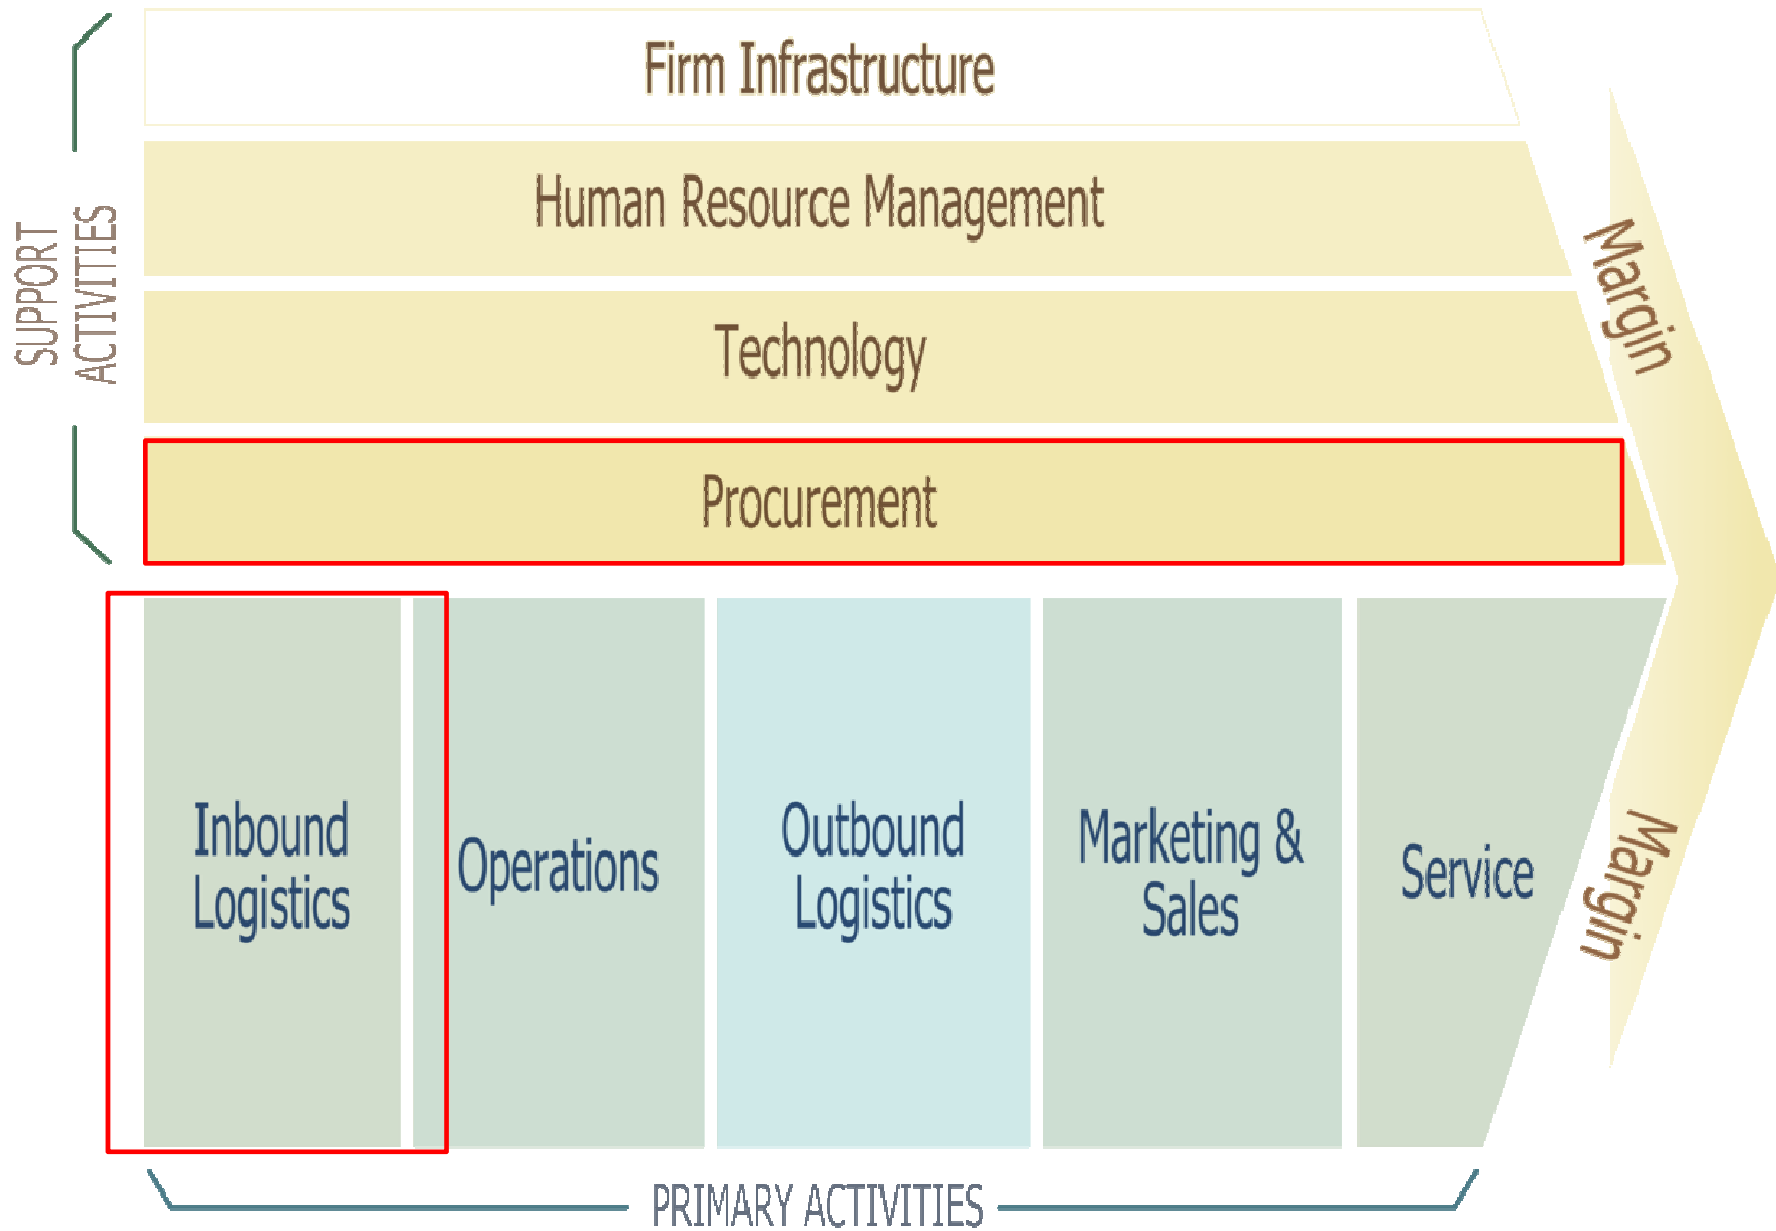 Firm Infrastructure
Human Resource Management
Technology
Procurement
SUPPORT
ACTIVITIES
Margin
Inbound
Logistics
Operations
Outbound
Logistics
Marketing &
Sales
Service
Margin
PRIMARY ACTIVITIES